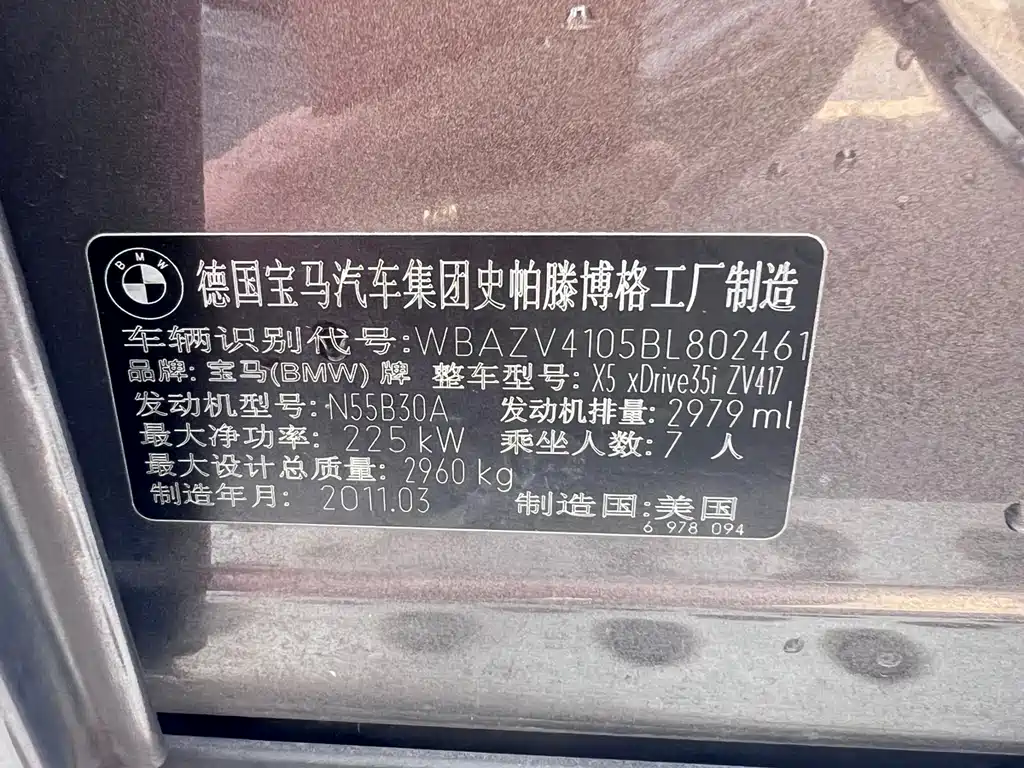 BMW
德国宝马汽车集团史帕滕博格工厂制造
车辆识别代号:WBAZV4105BL802461
品牌: 宝马(BMW) 牌 整车型号: X5 xDrive35i ZV417
发动机型号: N55B30A 发动机排量: 2979 ml
最大净功率: 225 kW 乘坐人数: 7 人
最大设计总质量: 2960 kg
制造年月: 2011.03 制造国: 美国
6 978 094